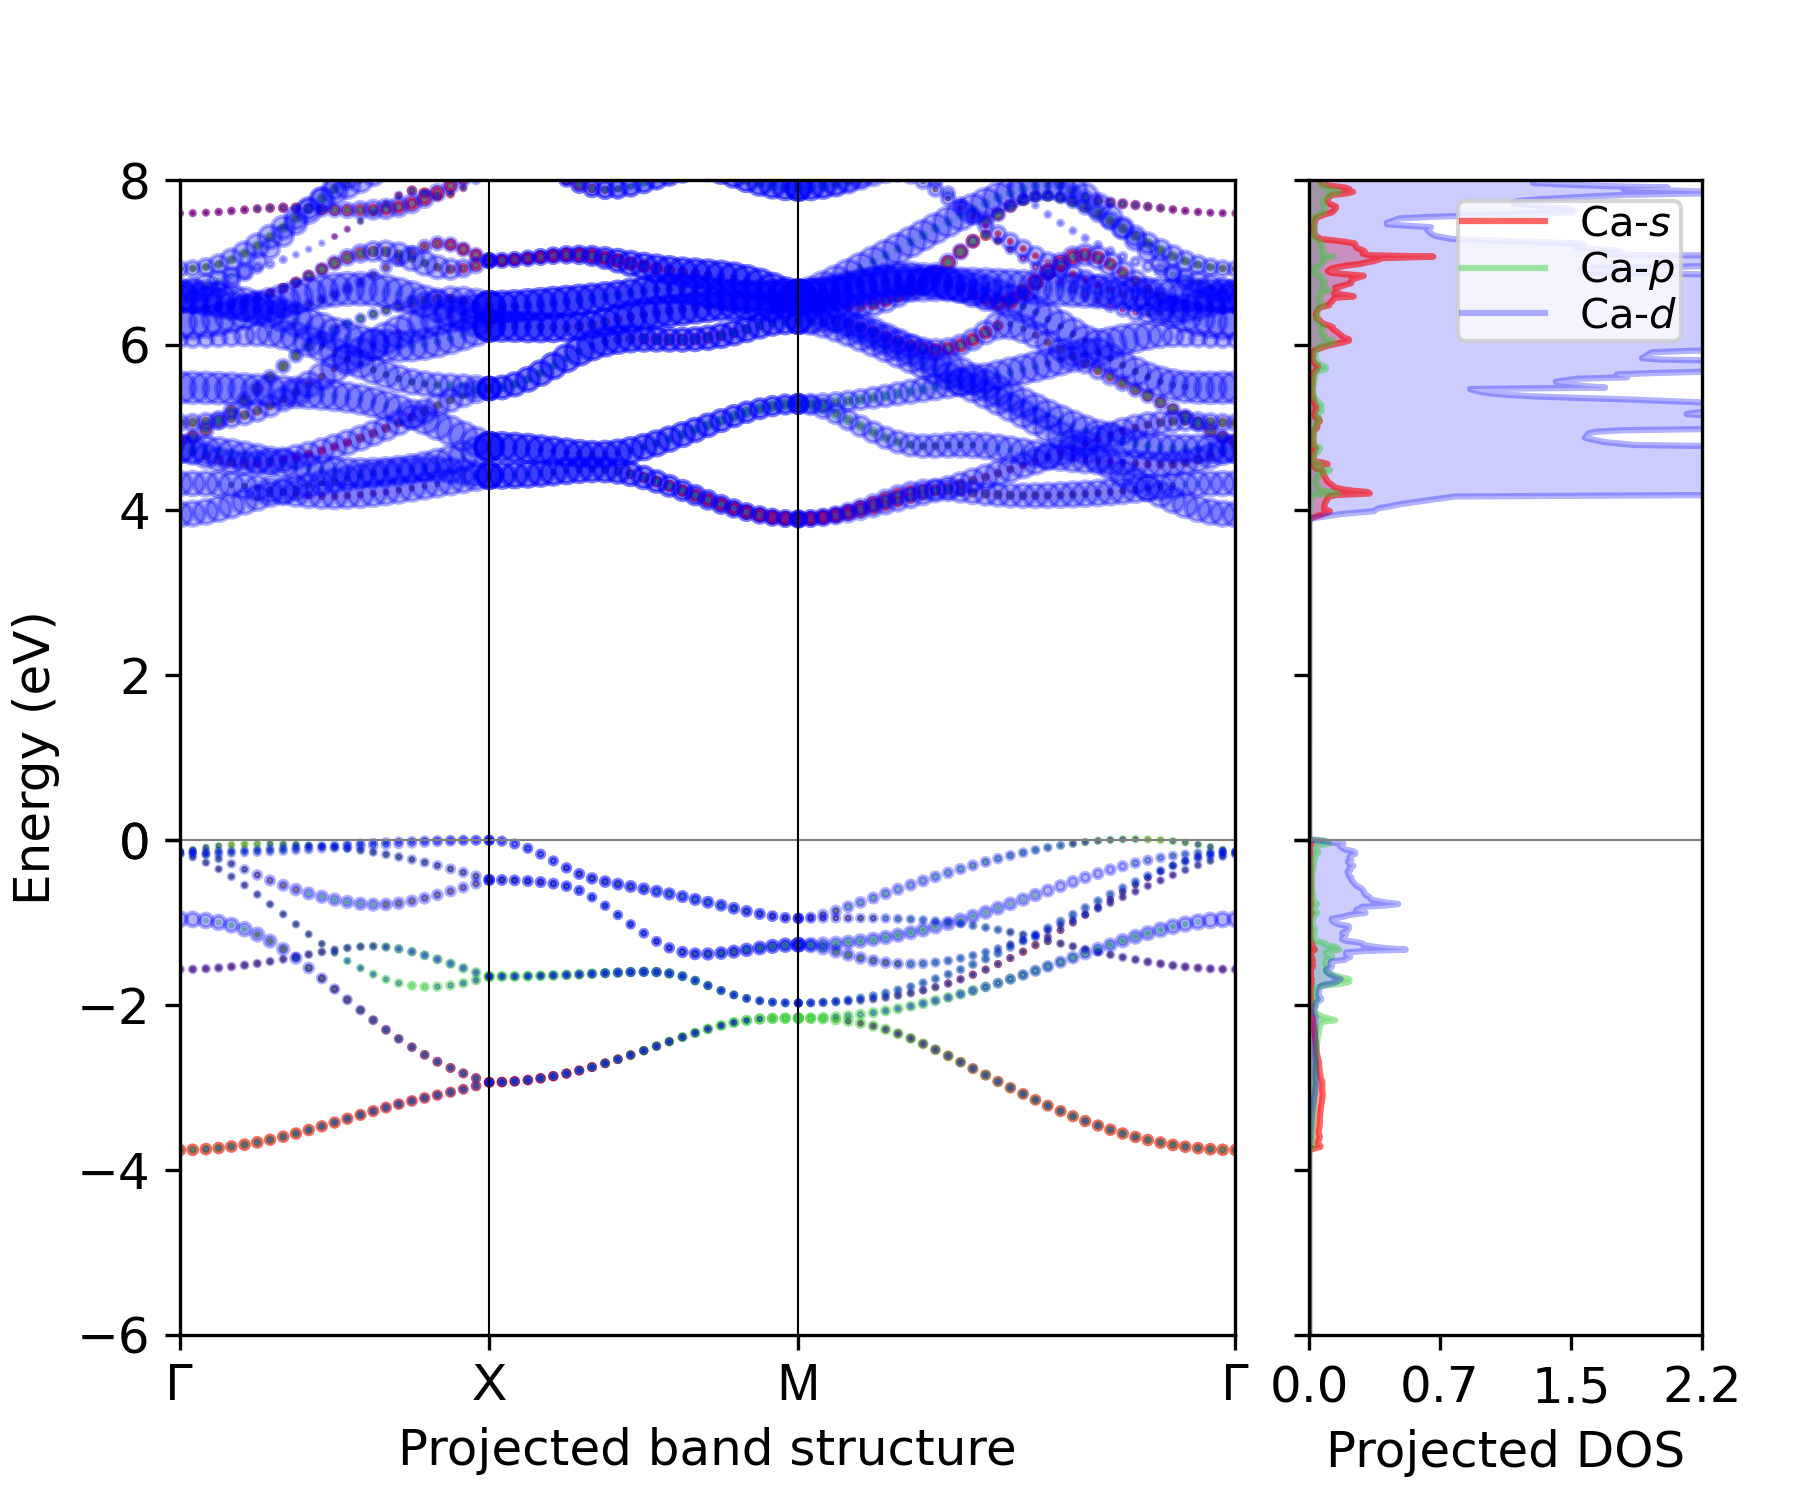 8
6
4
2
0
−2
−4
−6
Energy (eV)
Γ X M Γ
Projected band structure
Ca-s
Ca-p
Ca-d
0.0 0.7 1.5 2.2
Projected DOS